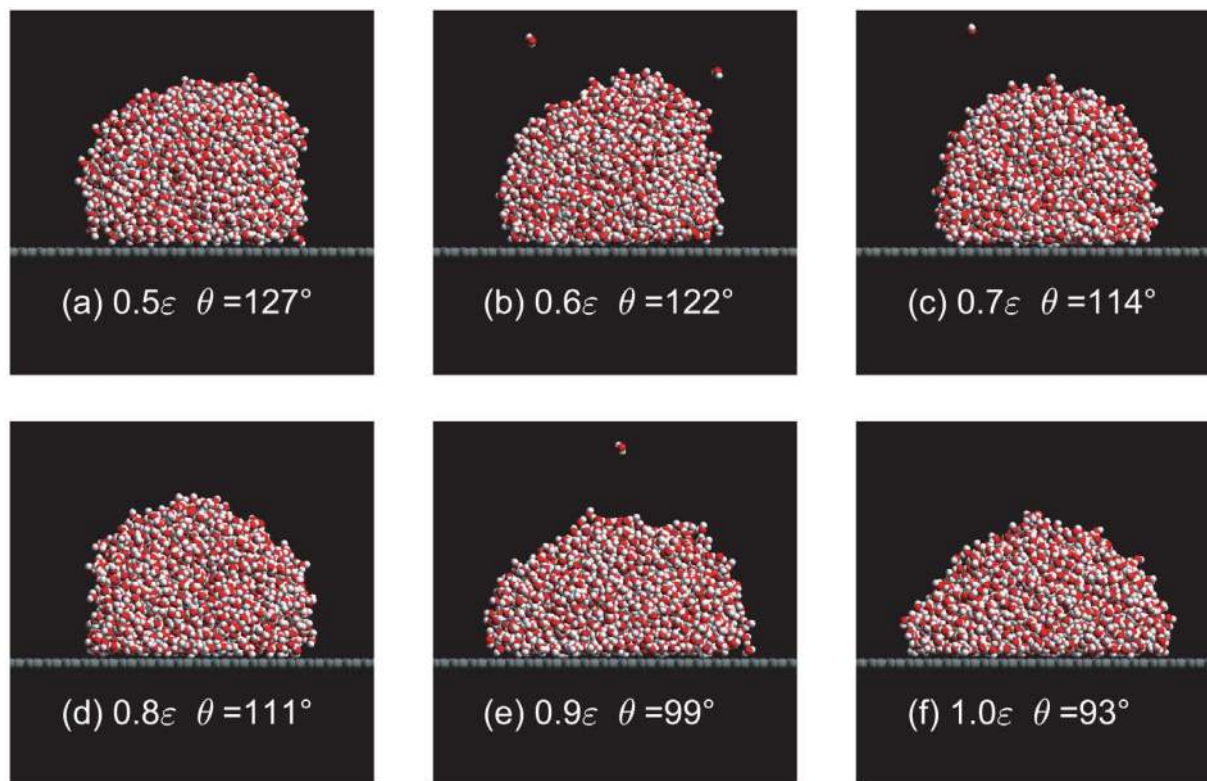 (a) 0.5ε θ =127°
(b) 0.6ε θ =122°
(c) 0.7ε θ =114°
(d) 0.8ε θ =111°
(e) 0.9ε θ =99°
(f) 1.0ε θ =93°